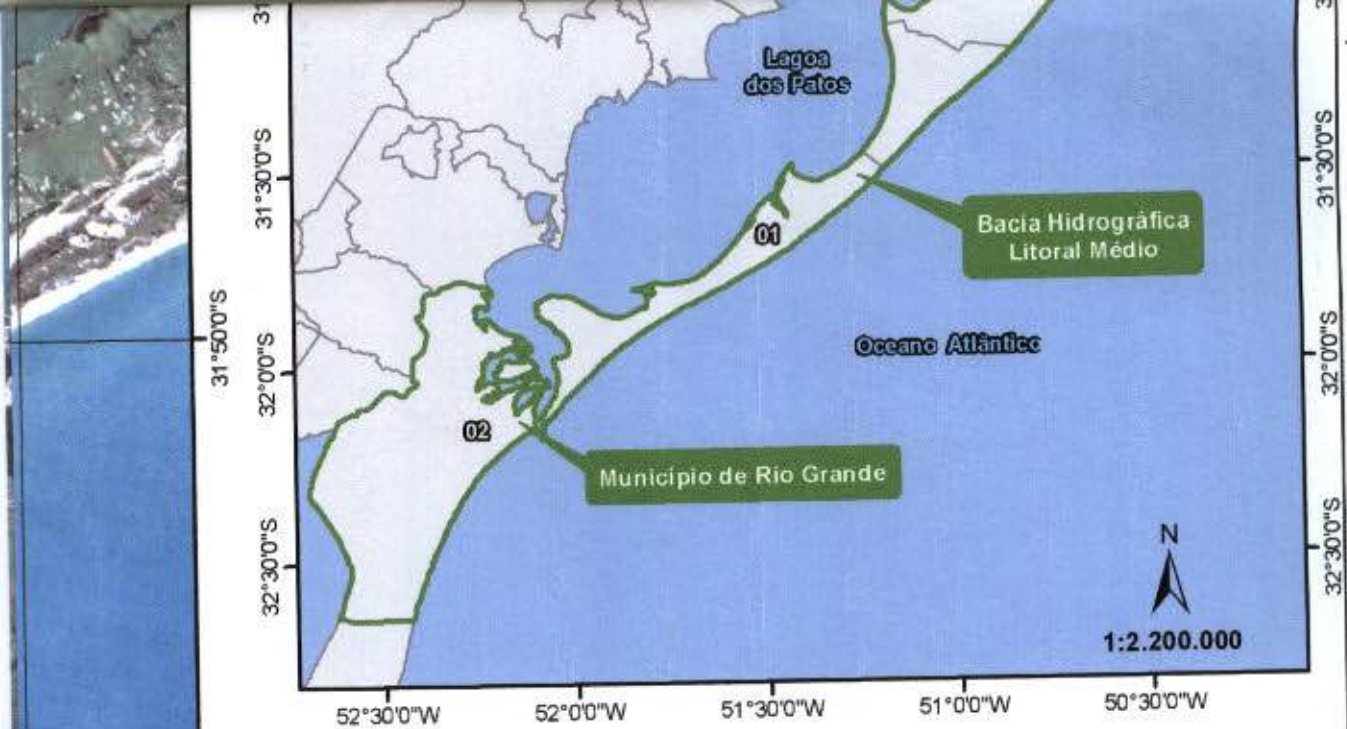 Lagoa
dos Patos
31°30'0"S
31°30'0"S
01
Bacia Hidrográfica
Litoral Médio
31°50'0"S
Oceano Atlântico
32°0'0"S
32°0'0"S
02
Município de Rio Grande
32°30'0"S
32°30'0"S
N
1:2.200.000
52°30'0"W
52°0'0"W
51°30'0"W
51°0'0"W
50°30'0"W